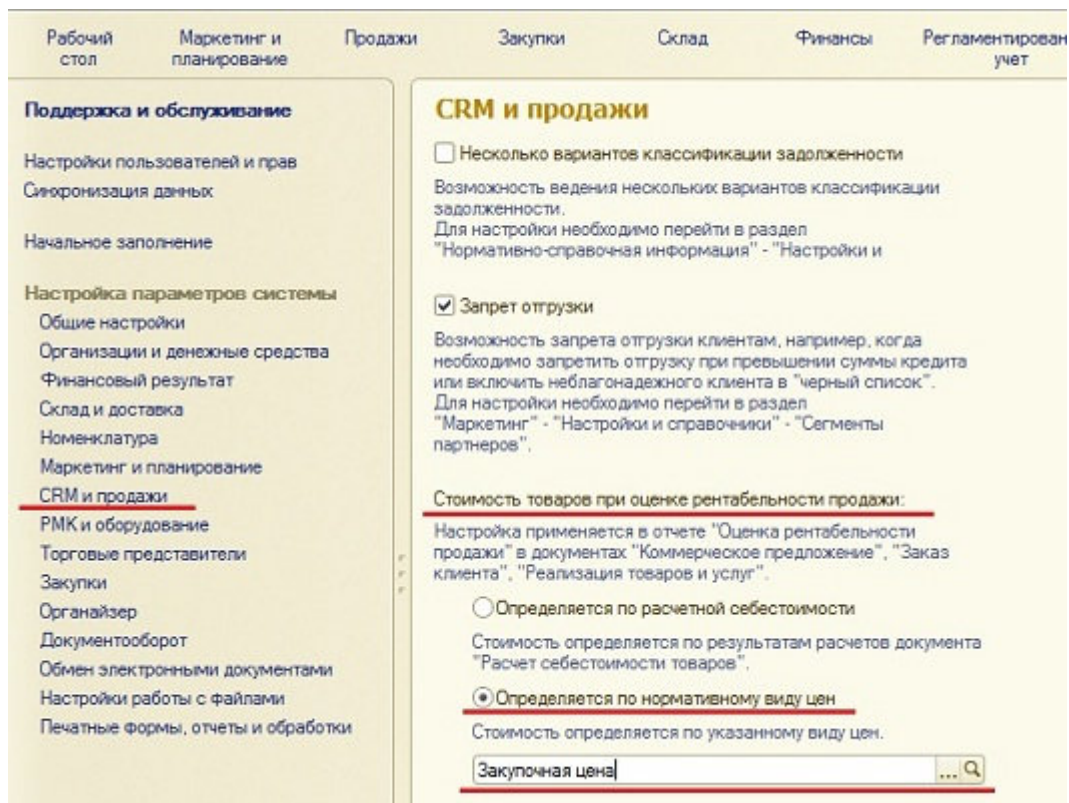 Рабочий стол
Маркетинг и планирование
Продажи
Закупки
Склад
Финансы
Регламентирован
учет
Поддержка и обслуживание
Настройки пользователей и прав
Синхронизация данных
Начальное заполнение
Настройка параметров системы
Общие настройки
Организации и денежные средства
Финансовый результат
Склад и доставка
Номенклатура
Маркетинг и планирование
CRM и продажи
РМК и оборудование
Торговые представители
Закупки
Органайзер
Документооборот
Обмен электронными документами
Настройки работы с файлами
Печатные формы, отчеты и обработки
CRM и продажи
Несколько вариантов классификации задолженности
Возможность ведения нескольких вариантов классификации
задолженности.
Для настройки необходимо перейти в раздел
"Нормативно-справочная информация" - "Настройки и
Запрет отгрузки
Возможность запрета отгрузки клиентам, например, когда
необходимо запретить отгрузку при превышении суммы кредита
или включить неблагонадежного клиента в "черный список".
Для настройки необходимо перейти в раздел
"Маркетинг" - "Настройки и справочники" - "Сегменты
партнеров".
Стоимость товаров при оценке рентабельности продажи:
Настройка применяется в отчете "Оценка рентабельности
продажи" в документах "Коммерческое предложение", "Заказ
клиента", "Реализация товаров и услуг".
Определяется по расчетной себестоимости
Стоимость определяется по результатам расчетов документа
"Расчет себестоимости товаров".
Определяется по нормативному виду цен
Стоимость определяется по указанному виду цен.
Закупочная цена
...